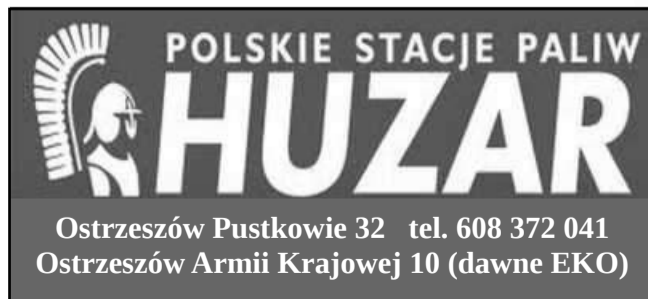 POLSKIE STACJE PALIW
HUZAR
Ostrzeszów Pustkowie 32 tel. 608 372 041
Ostrzeszów Armii Krajowej 10 (dawne EKO)